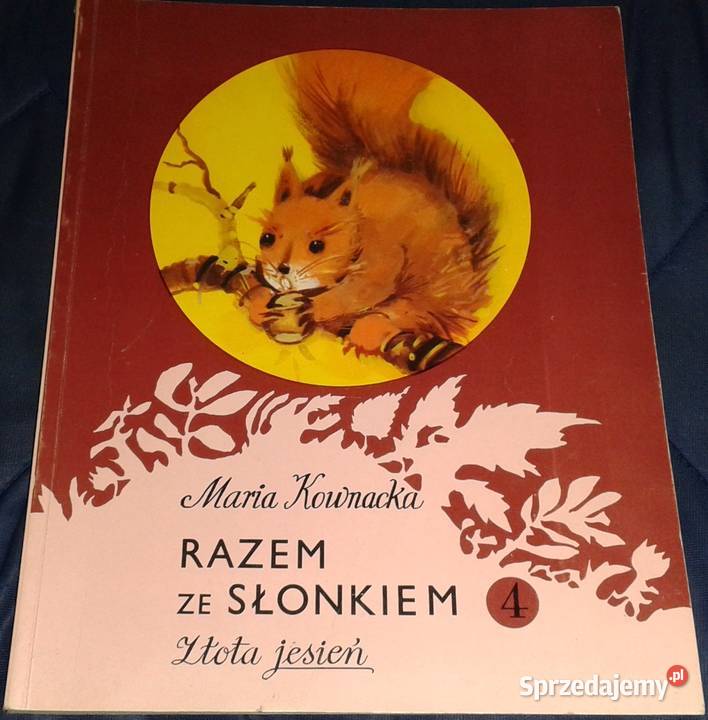 Maria Kownacka
RAZEM
ZE SŁONKIEM 4
Złota jesień
Sprzedajemy.pl